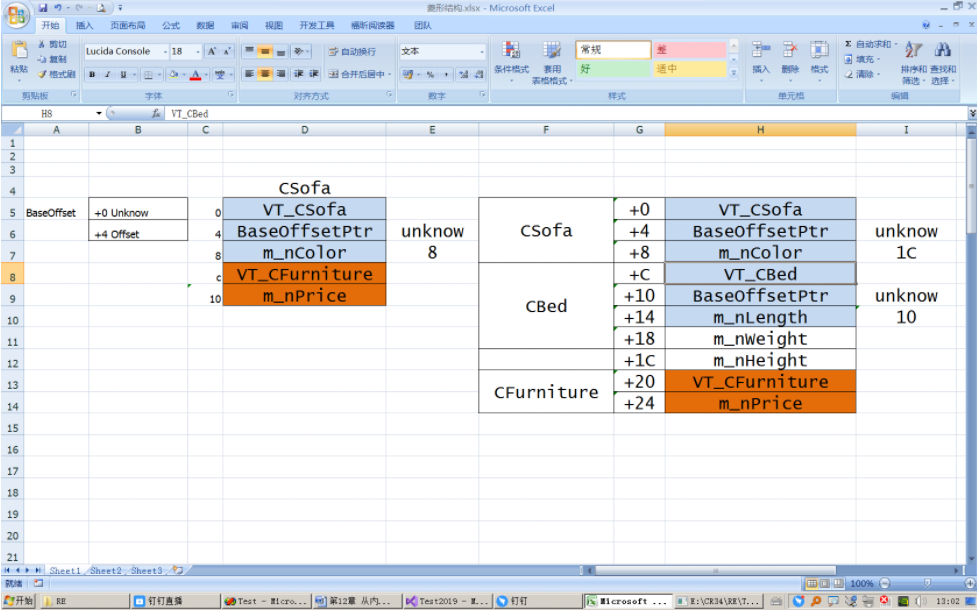 菱形结构.xlsx - Microsoft Excel
开始 插入 页面布局 公式 数据 审阅 视图 开发工具 福昕阅读器 团队
剪切 Lucida Console 18 自动换行 文本 常规 差 自动求和
复制 填充
粘贴 格式刷 B I U 合并后居中 条件格式 套用 表格格式 好 适中 插入 删除 格式 清除 排序和 筛选 查找和 选择
剪贴板 字体 对齐方式 数字 样式 单元格 编辑
H8 fx VT_CBed
A B C D E F G H I
1
2
3
4 CSofa
5 BaseOffset +0 Unknow 0 VT_CSofa CSofa +0 VT_CSofa
6 +4 Offset 4 BaseOffsetPtr unknow +4 BaseOffsetPtr unknow
7 8 m_nColor 8 +8 m_nColor 1C
8 c VT_CFurniture CBed +C VT_CBed
9 10 m_nPrice +10 BaseOffsetPtr unknow
10 +14 m_nLength 10
11 +18 m_nWeight
12 +1C m_nHeight
13 CFurniture +20 VT_CFurniture
14 +24 m_nPrice
15
16
17
18
19
20
21
Sheet1 Sheet2 Sheet3
就绪 100%
开始 RE 钉钉直播 Test - Micro... 第12章 从内... Test2019 - M... 钉钉 Microsoft ... E:\CR34\RE\T... 13:02